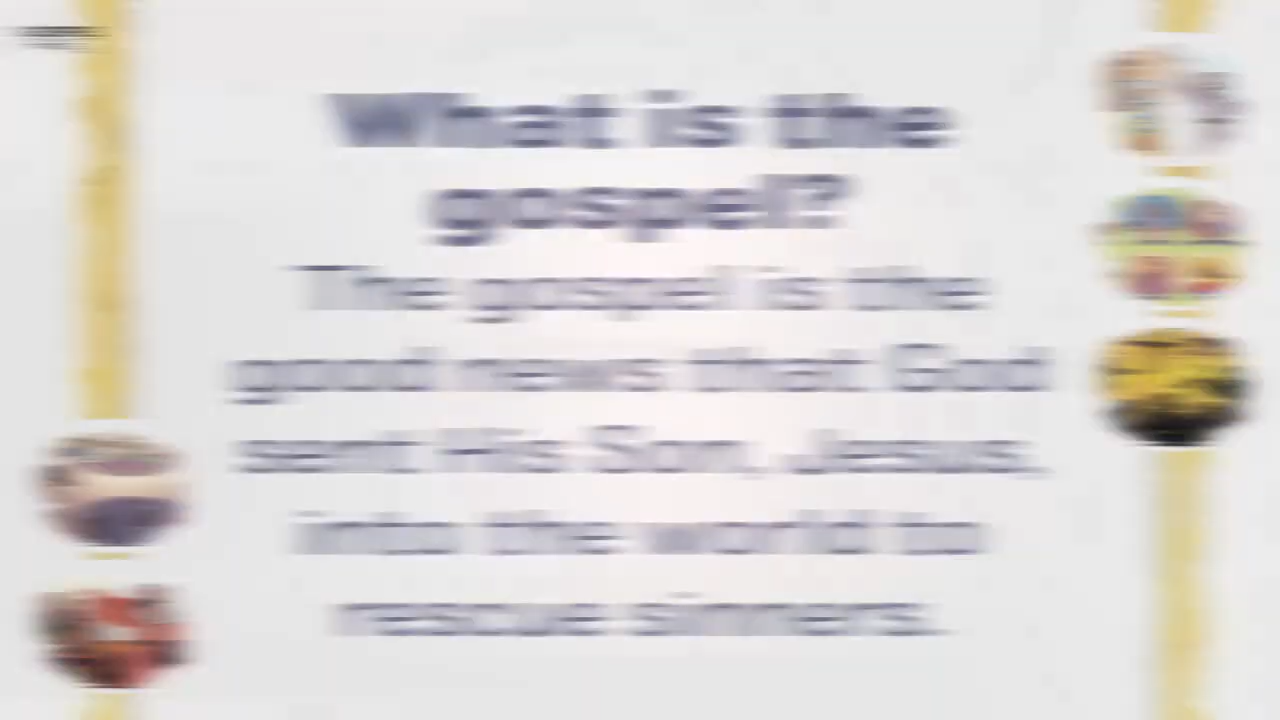 What is the
gospel?
The gospel is the
good news that God
sent His Son, Jesus,
into the world to
rescue sinners.